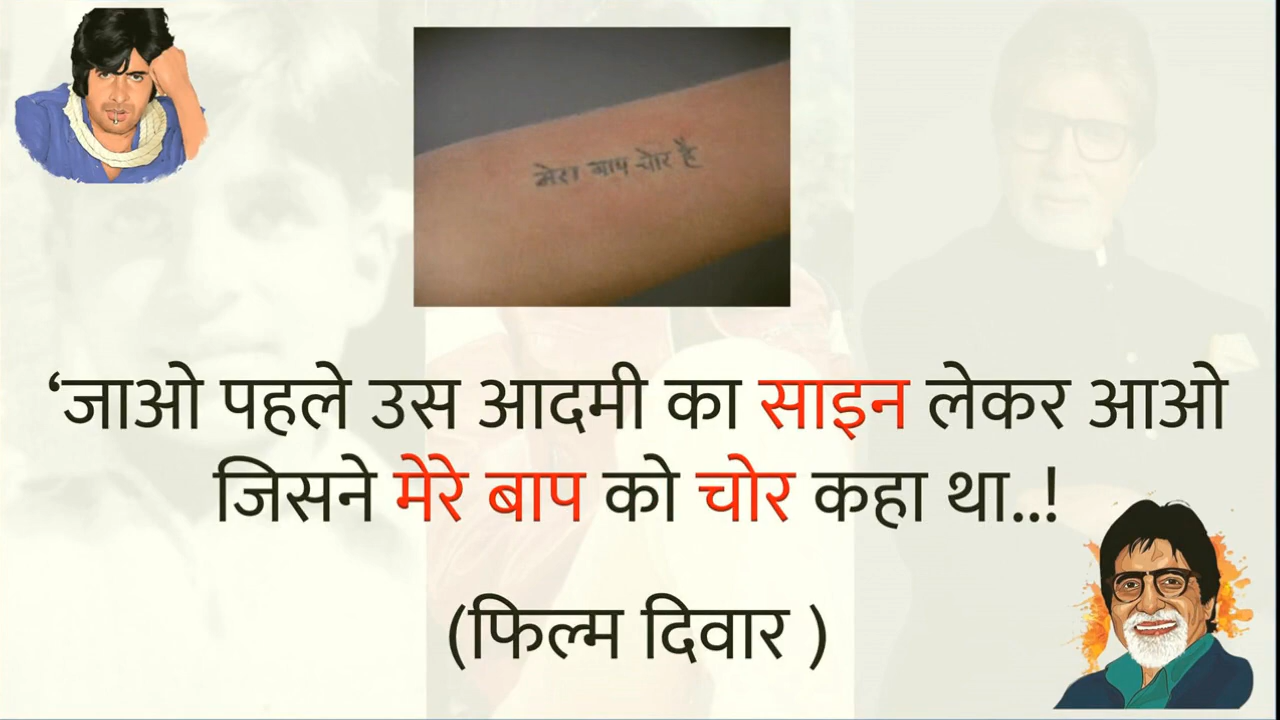 मेरा बाप चोर है
‘जाओ पहले उस आदमी का साइन लेकर आओ
जिसने मेरे बाप को चोर कहा था..!
(फिल्म दिवार )